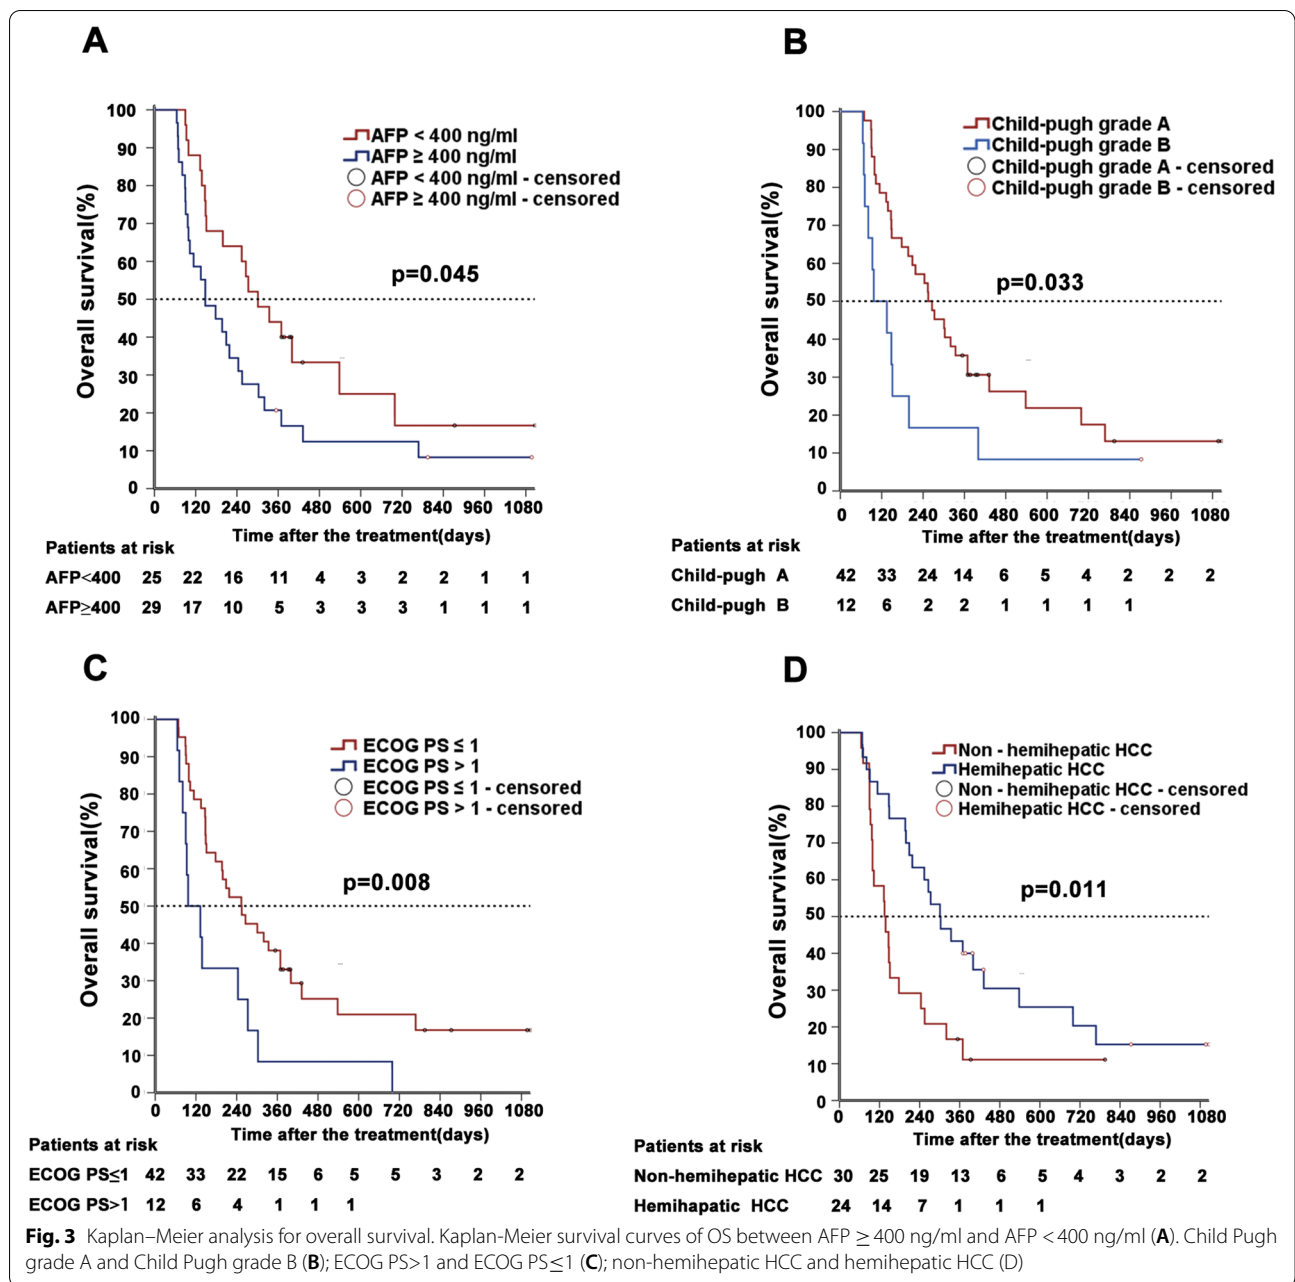 A
100
90
80
70
60
50
40
30
20
10
0
Overall survival(%)
AFP < 400 ng/ml
AFP ≥ 400 ng/ml
AFP < 400 ng/ml - censored
AFP ≥ 400 ng/ml - censored
p=0.045
0 120 240 360 480 600 720 840 960 1080
Time after the treatment(days)
Patients at risk
AFP<400 25 22 16 11 4 3 2 2 1 1
AFP≥400 29 17 10 5 3 3 3 1 1 1
B
100
90
80
70
60
50
40
30
20
10
0
Overall survival(%)
Child-pugh grade A
Child-pugh grade B
Child-pugh grade A - censored
Child-pugh grade B - censored
p=0.033
0 120 240 360 480 600 720 840 960 1080
Time after the treatment(days)
Patients at risk
Child-pugh A 42 33 24 14 6 5 4 2 2 2
Child-pugh B 12 6 2 2 1 1 1 1
C
100
90
80
70
60
50
40
30
20
10
0
Overall survival(%)
ECOG PS ≤ 1
ECOG PS > 1
ECOG PS ≤ 1 - censored
ECOG PS > 1 - censored
p=0.008
0 120 240 360 480 600 720 840 960 1080
Time after the treatment(days)
Patients at risk
ECOG PS≤1 42 33 22 15 6 5 5 3 2 2
ECOG PS>1 12 6 4 1 1 1
D
100
90
80
70
60
50
40
30
20
10
0
Overall survival(%)
Non - hemihepatic HCC
Hemihepatic HCC
Non - hemihepatic HCC - censored
Hemihepatic HCC - censored
p=0.011
0 120 240 360 480 600 720 840 960 1080
Time after the treatment(days)
Patients at risk
Non-hemihepatic HCC 30 25 19 13 6 5 4 3 2 2
Hemihapatic HCC 24 14 7 1 1 1
Fig. 3 Kaplan–Meier analysis for overall survival. Kaplan-Meier survival curves of OS between AFP ≥ 400 ng/ml and AFP < 400 ng/ml (A). Child Pugh
grade A and Child Pugh grade B (B); ECOG PS>1 and ECOG PS≤1 (C); non-hemihepatic HCC and hemihepatic HCC (D)